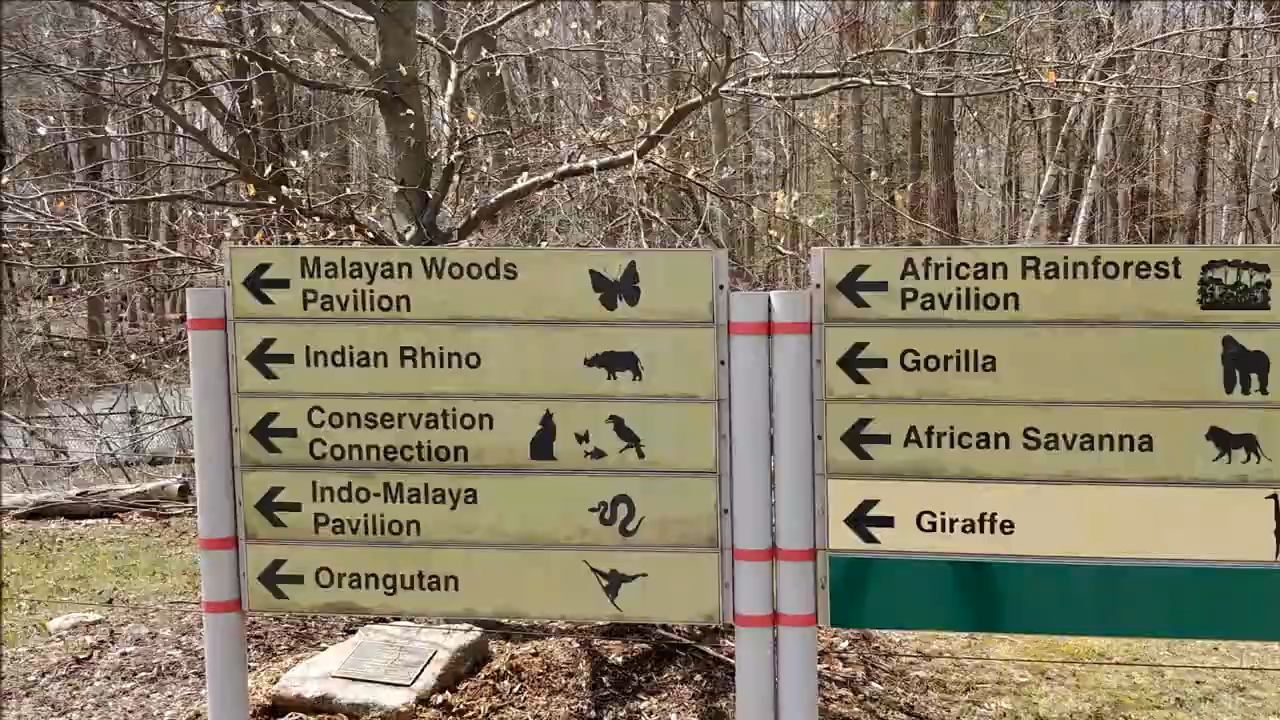 Malayan Woods
Pavilion
Indian Rhino
Conservation
Connection
Indo-Malaya
Pavilion
Orangutan
African Rainforest
Pavilion
Gorilla
African Savanna
Giraffe